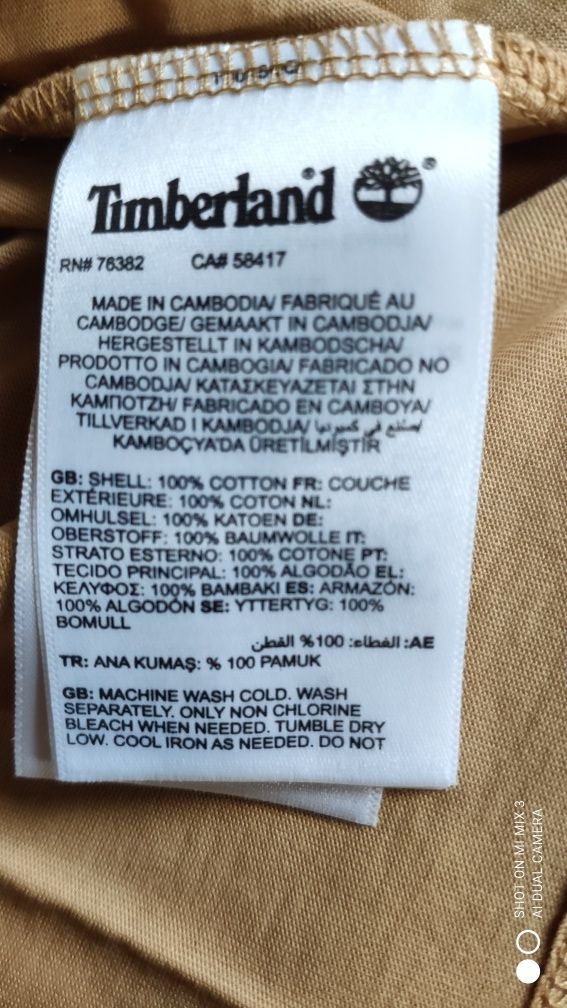 Timberland ®
RN# 76382 CA# 58417
MADE IN CAMBODIA/ FABRIQUÉ AU
CAMBODGE/ GEMAAKT IN CAMBODJA/
HERGESTELLT IN KAMBODSCHA/
PRODOTTO IN CAMBOGIA/ FABRICADO NO
CAMBODJA/ ΚΑΤΑΣΚΕΥΑΖΕΤΑΙ ΣΤΗΝ
ΚΑΜΠΟΤΖΗ/ FABRICADO EN CAMBOYA/
TILLVERKAD I KAMBODJA/ صنع في كمبوديا/
KAMBOÇYA'DA ÜRETİLMİŞTİR
GB: SHELL: 100% COTTON FR: COUCHE
EXTÉRIEURE: 100% COTON NL:
OMHULSEL: 100% KATOEN DE:
OBERSTOFF: 100% BAUMWOLLE IT:
STRATO ESTERNO: 100% COTONE PT:
TECIDO PRINCIPAL: 100% ALGODÃO EL:
ΚΕΛΥΦΟΣ: 100% ΒΑΜΒΑΚΙ ES: ARMAZÓN:
100% ALGODÓN SE: YTTERTYG: 100%
BOMULL
AE: الغطاء: 100% القطن
TR: ANA KUMAŞ: % 100 PAMUK
GB: MACHINE WASH COLD. WASH
SEPARATELY. ONLY NON CHLORINE
BLEACH WHEN NEEDED. TUMBLE DRY
LOW. COOL IRON AS NEEDED. DO NOT
SHOT ON MI MIX 3
AI DUAL CAMERA